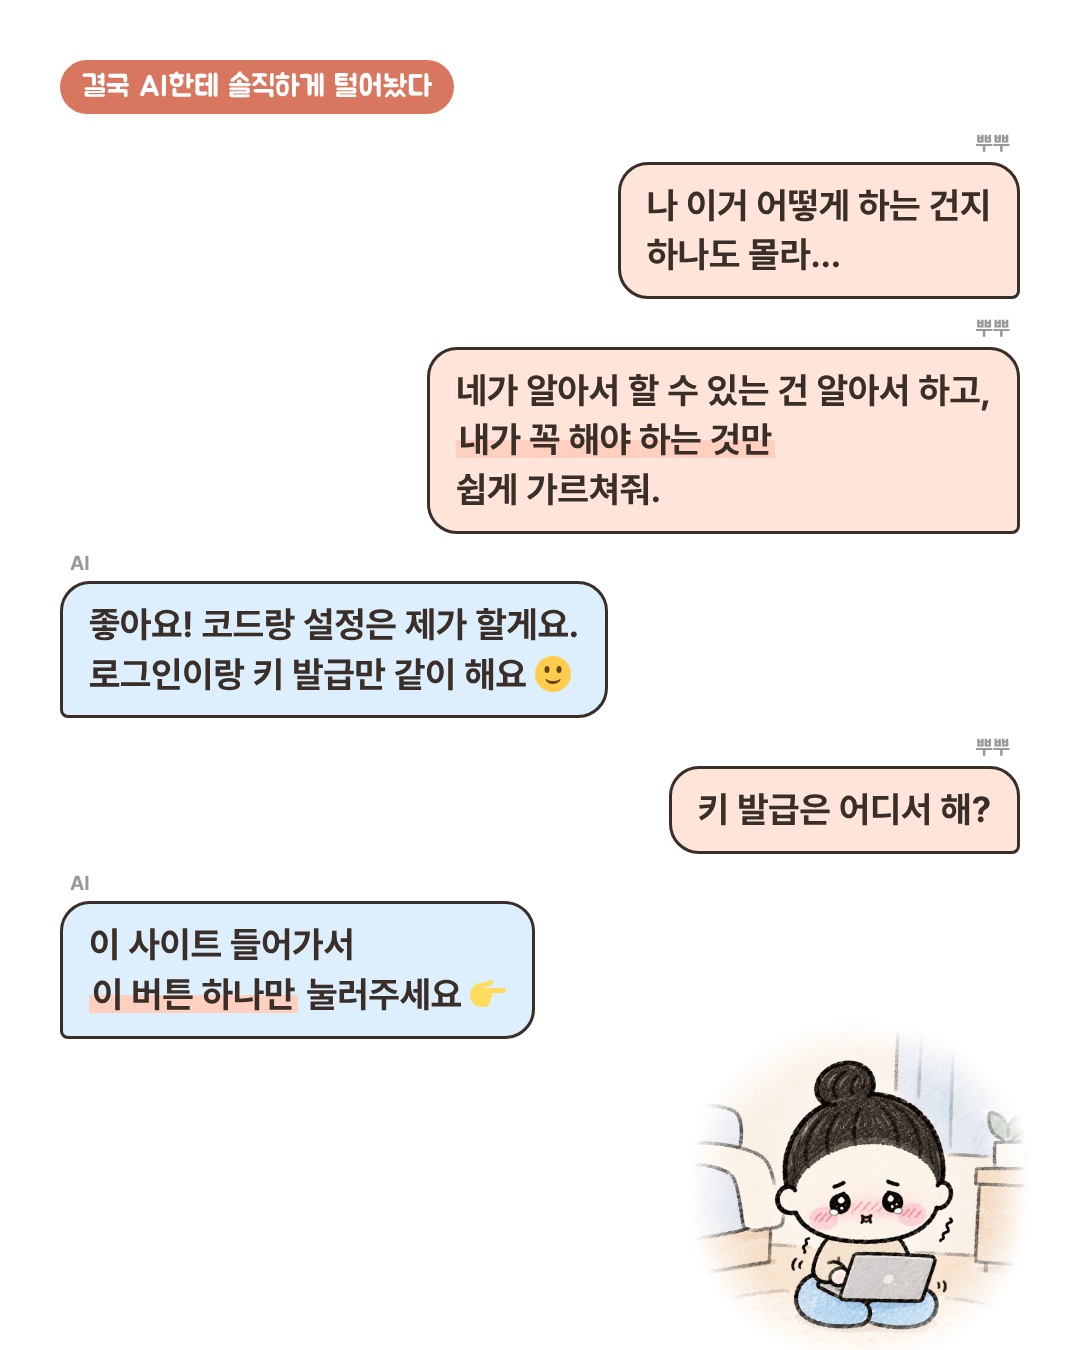 결국 AI한테 솔직하게 털어놨다
뿌뿌
나 이거 어떻게 하는 건지
하나도 몰라...
뿌뿌
네가 알아서 할 수 있는 건 알아서 하고,
내가 꼭 해야 하는 것만
쉽게 가르쳐줘.
AI
좋아요! 코드랑 설정은 제가 할게요.
로그인이랑 키 발급만 같이 해요 🙂
뿌뿌
키 발급은 어디서 해?
AI
이 사이트 들어가서
이 버튼 하나만 눌러주세요 👉